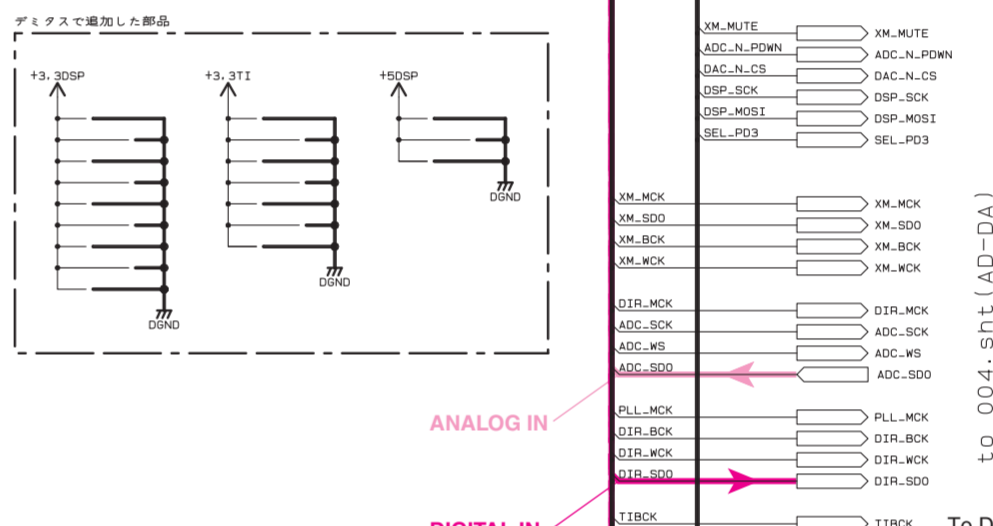 デミタスで追加した部品
+3.3DSP
+3.3TI
+5DSP
DGND
DGND
DGND
XM_MUTE XM_MUTE
ADC_N_PDWN ADC_N_PDWN
DAC_N_CS DAC_N_CS
DSP_SCK DSP_SCK
DSP_MOSI DSP_MOSI
SEL_PD3 SEL_PD3
XM_MCK XM_MCK
XM_SDO XM_SDO
XM_BCK XM_BCK
XM_WCK XM_WCK
DIR_MCK DIR_MCK
ADC_SCK ADC_SCK
ADC_WS ADC_WS
ADC_SDO ADC_SDO
ANALOG IN
PLL_MCK PLL_MCK
DIR_BCK DIR_BCK
DIR_WCK DIR_WCK
DIR_SDO DIR_SDO
DIGITAL IN
TIBCK TIBCK
to 004.sht(AD-DA)
To D